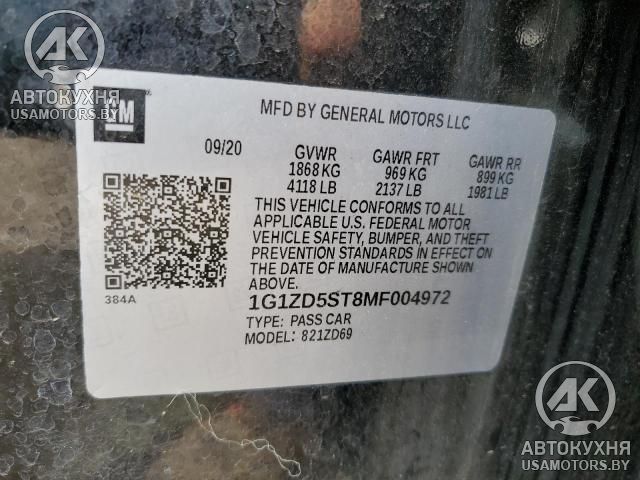 АВТОКУХНЯ
USAMOTORS.BY
GM
MFD BY GENERAL MOTORS LLC
09/20 GVWR GAWR FRT GAWR RR
1868 KG 969 KG 899 KG
4118 LB 2137 LB 1981 LB
THIS VEHICLE CONFORMS TO ALL
APPLICABLE U.S. FEDERAL MOTOR
VEHICLE SAFETY, BUMPER, AND THEFT
PREVENTION STANDARDS IN EFFECT ON
THE DATE OF MANUFACTURE SHOWN
ABOVE.
384A
1G1ZD5ST8MF004972
TYPE: PASS CAR
MODEL: 821ZD69
АК
АВТОКУХНЯ
USAMOTORS.BY